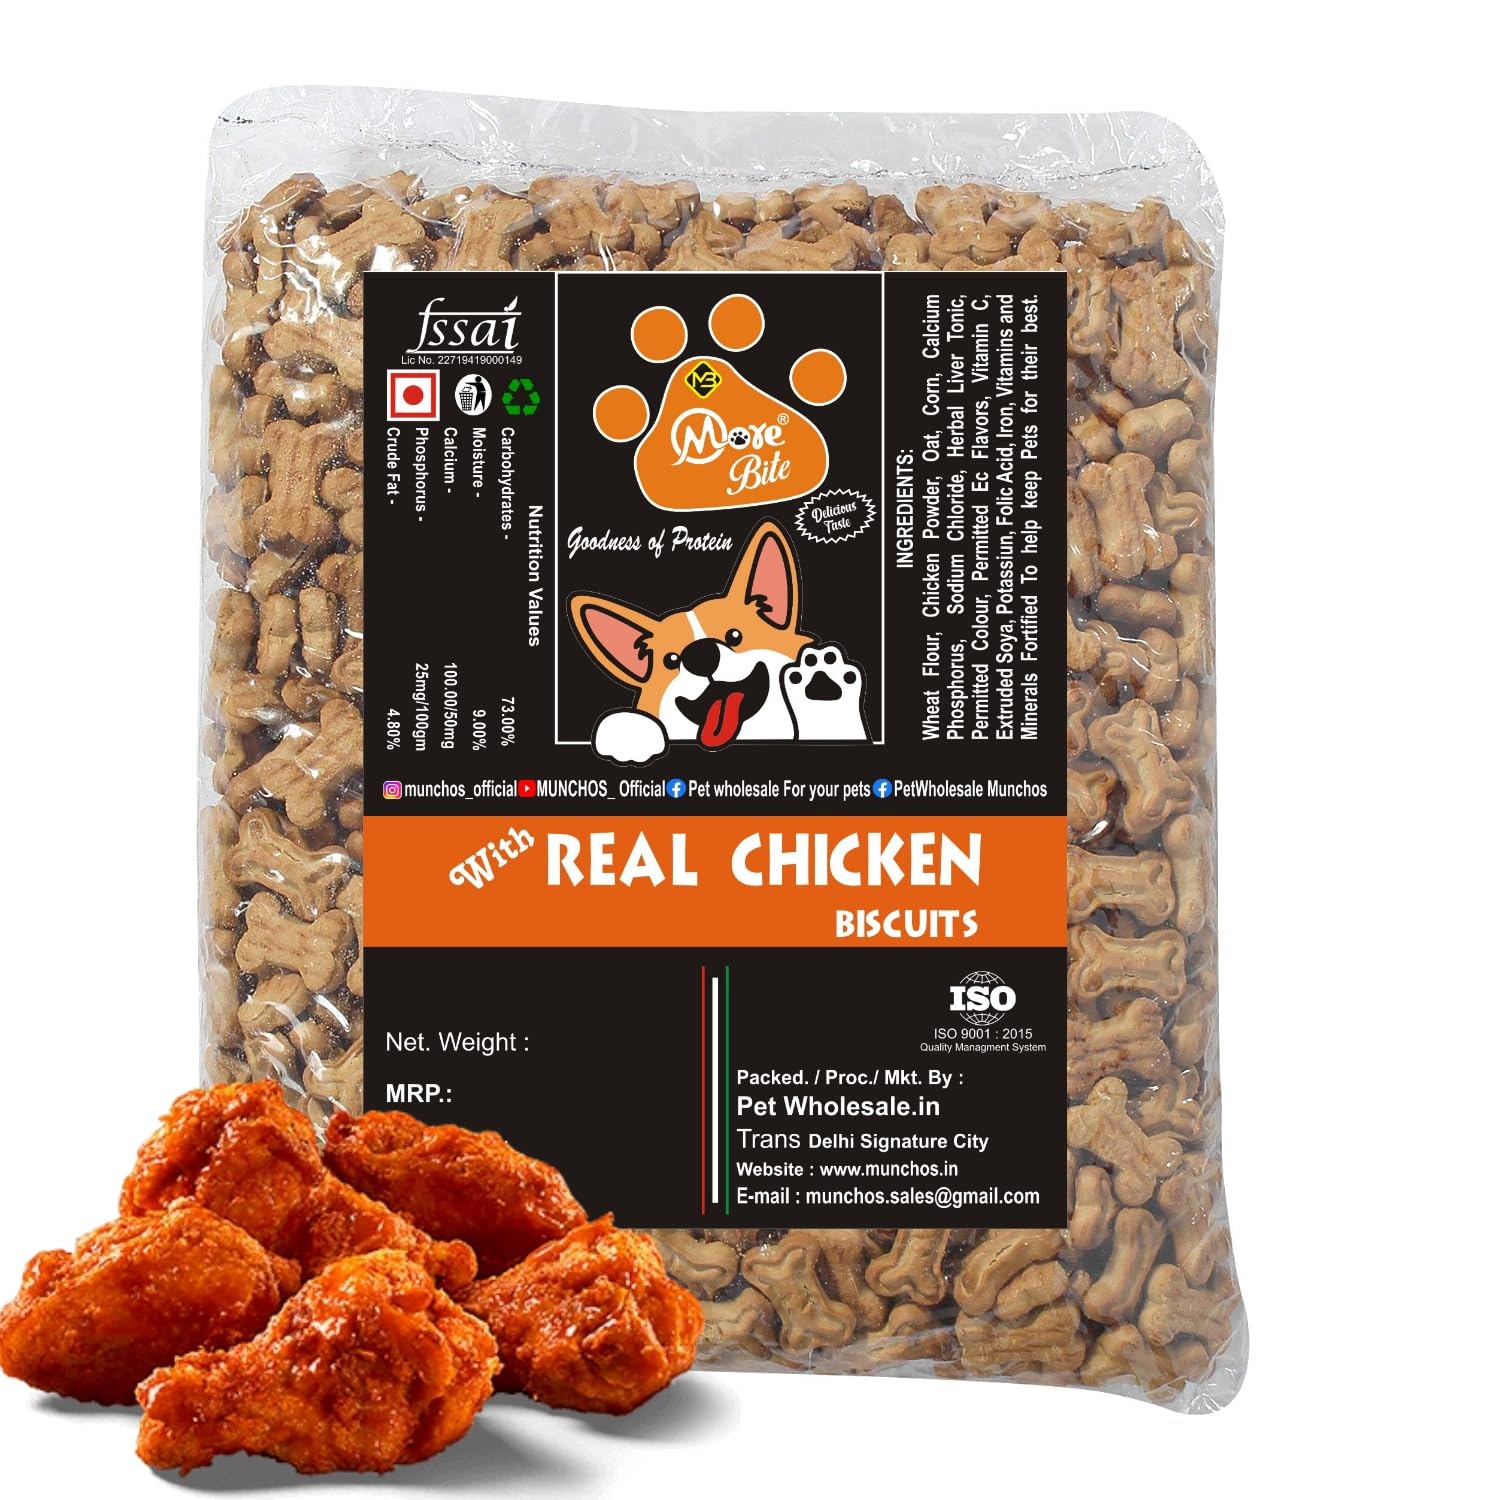 fssai
Lic No. 22719419000149
Nutrition Values
Carbohydrates - 73.00%
Moisture - 9.00%
Calcium - 100.00/50mg
Phosphorus - 25mg/100gm
Crude Fat - 4.80%
MB
More®
Bite
Delicious
Taste
Goodness of Protein
INGREDIENTS:
Wheat Flour, Chicken Powder, Oat, Corn, Calcium
Phosphorus, Sodium Chloride, Herbal Liver Tonic,
Permitted Colour, Permitted Ec Flavors, Vitamin C,
Extruded Soya, Potassiun, Folic Acid, Iron, Vitamins and
Minerals Fortified To help keep Pets for their best.
munchos_official MUNCHOS_ Official Pet wholesale For your pets PetWholesale Munchos
With REAL CHICKEN
BISCUITS
Net. Weight :
MRP.:
ISO
ISO 9001 : 2015
Quality Managment System
Packed. / Proc./ Mkt. By :
Pet Wholesale.in
Trans Delhi Signature City
Website : www.munchos.in
E-mail : munchos.sales@gmail.com